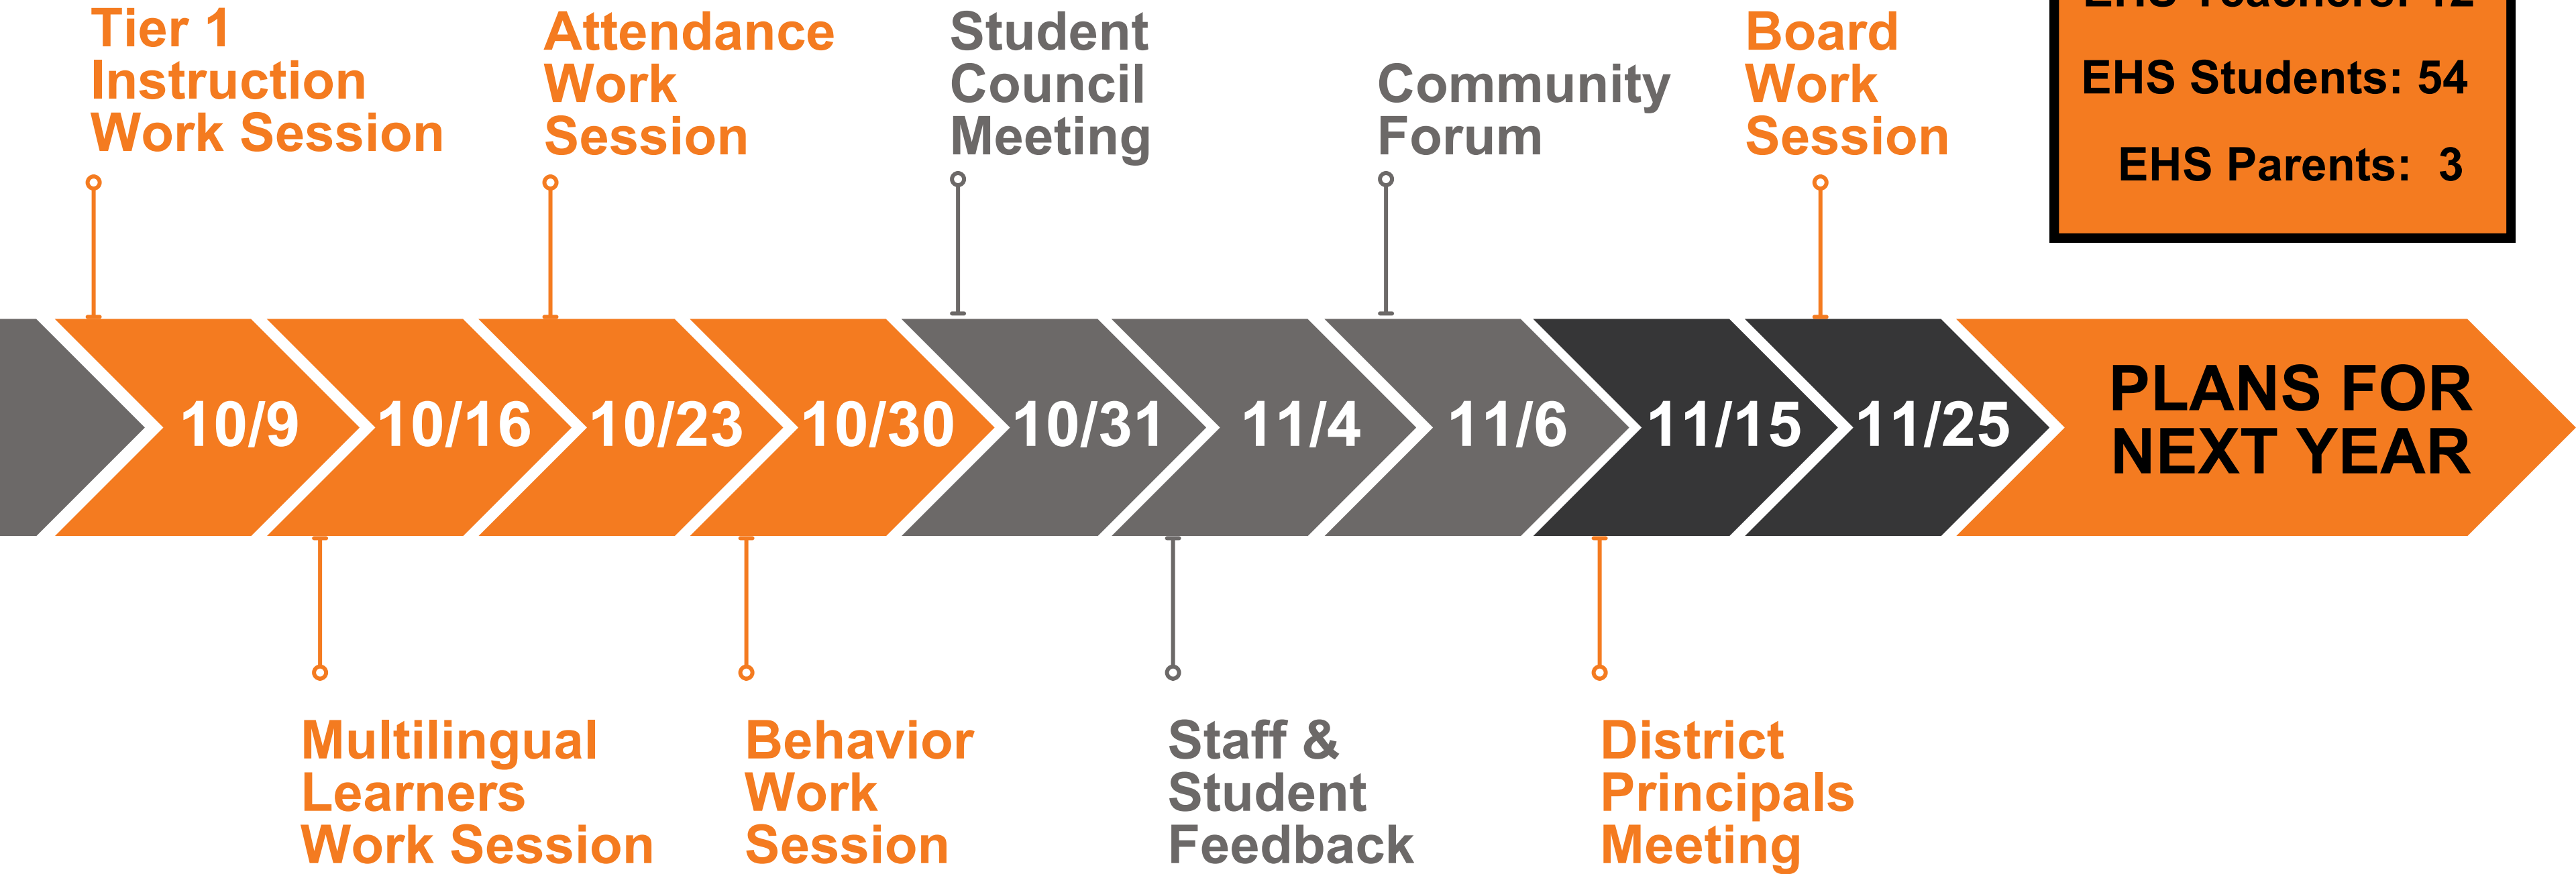 Tier 1
Instruction
Work Session
Attendance
Work
Session
Student
Council
Meeting
Community
Forum
Board
Work
Session
EHS Teachers: 12
EHS Students: 54
EHS Parents: 3
10/9
10/16
10/23
10/30
10/31
11/4
11/6
11/15
11/25
PLANS FOR
NEXT YEAR
Multilingual
Learners
Work Session
Behavior
Work
Session
Staff &
Student
Feedback
District
Principals
Meeting